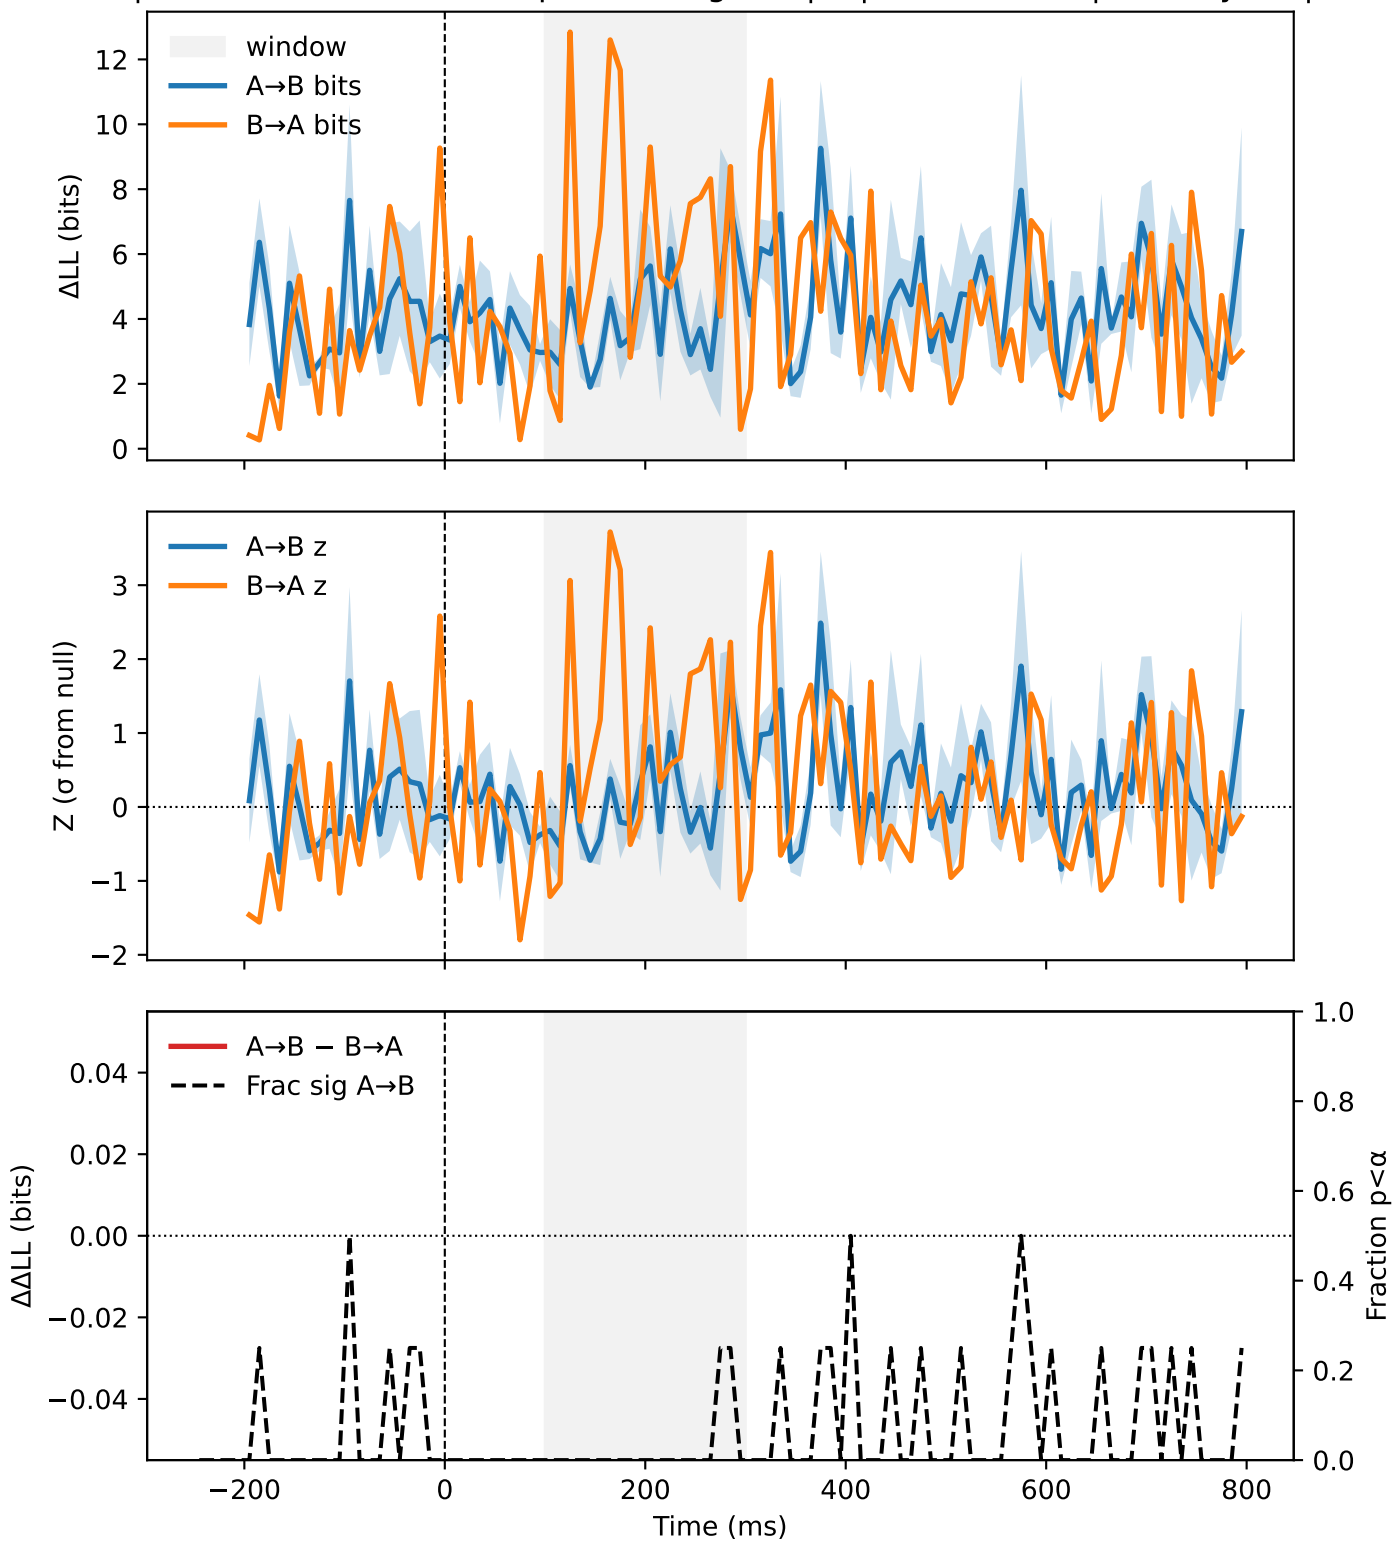 window
A→B bits
B→A bits
ΔLL (bits)
12
10
8
6
4
2
0
A→B z
B→A z
Z (σ from null)
3
2
1
0
−1
−2
A→B − B→A
Frac sig A→B
ΔΔLL (bits)
0.04
0.02
0.00
−0.02
−0.04
1.0
0.8
0.6
0.4
0.2
0.0
Fraction p<α
−200
0
200
400
600
800
Time (ms)